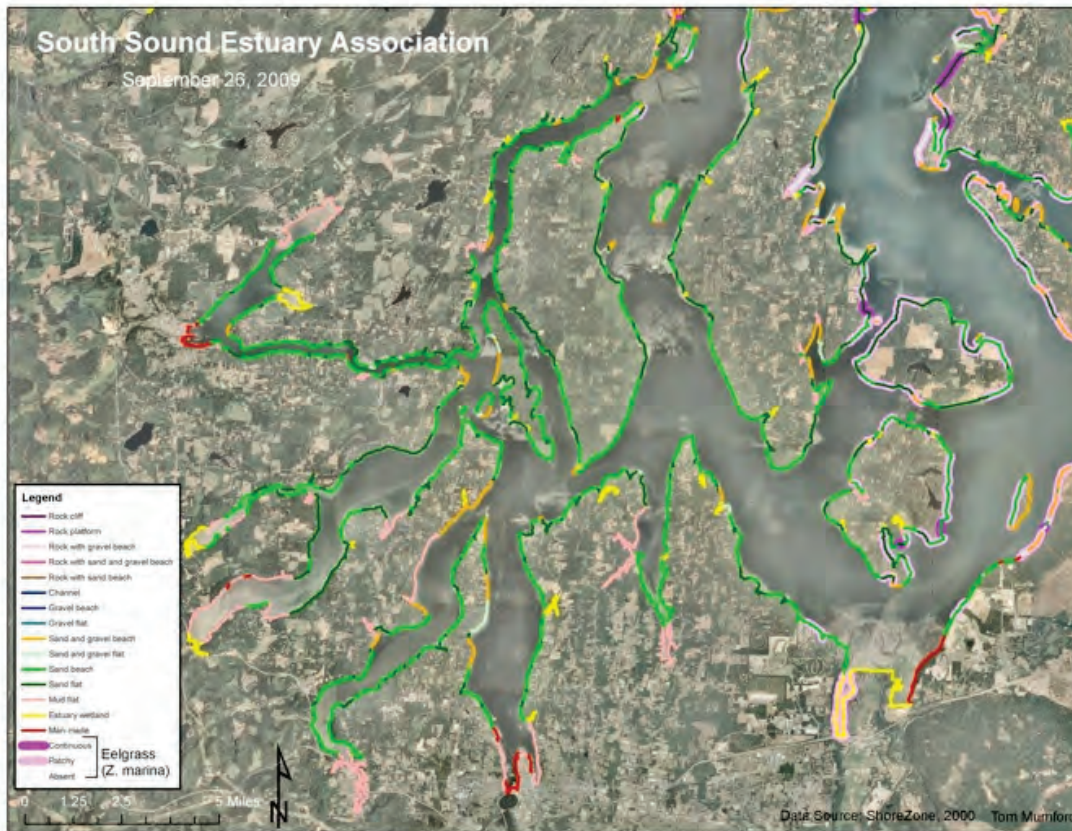 South Sound Estuary Association
September 26, 2009
Legend
Rock cliff
Rock platform
Rock with gravel beach
Rock with sand and gravel beach
Rock with sand beach
Channel
Gravel beach
Gravel flat
Sand and gravel beach
Sand and gravel flat
Sand beach
Sand flat
Mud flat
Estuary wetland
Man-made
Continuous
Patchy
Absent
Eelgrass
(Z. marina)
0 1.25 2.5 5 Miles
N
Data Source: ShoreZone, 2000 Tom Mumford